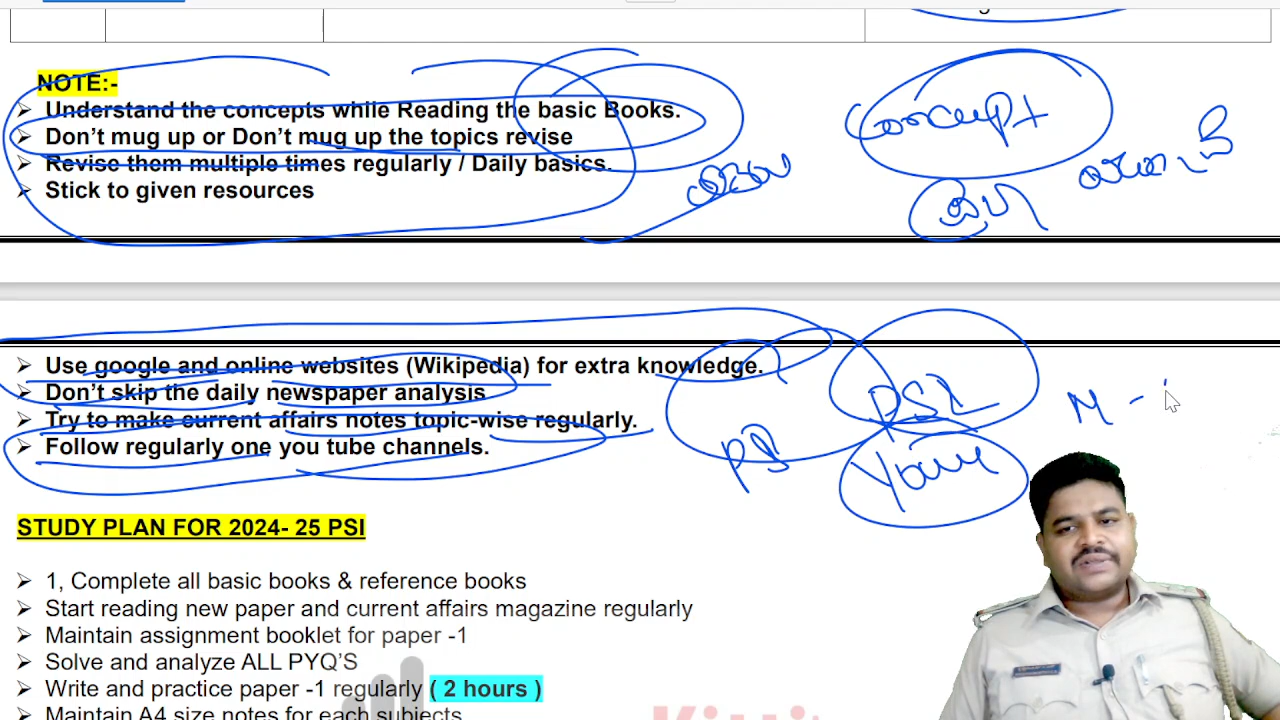 NOTE:-
➢ Understand the concepts while Reading the basic Books.
➢ Don't mug up or Don't mug up the topics revise
➢ Revise them multiple times regularly / Daily basics.
➢ Stick to given resources
Concept
➢ Use google and online websites (Wikipedia) for extra knowledge.
➢ Don't skip the daily newspaper analysis
➢ Try to make current affairs notes topic-wise regularly.
➢ Follow regularly one you tube channels.
PSI
M -
STUDY PLAN FOR 2024- 25 PSI
➢ 1, Complete all basic books & reference books
➢ Start reading new paper and current affairs magazine regularly
➢ Maintain assignment booklet for paper -1
➢ Solve and analyze ALL PYQ'S
➢ Write and practice paper -1 regularly ( 2 hours )
➢ Maintain A4 size notes for each subjects